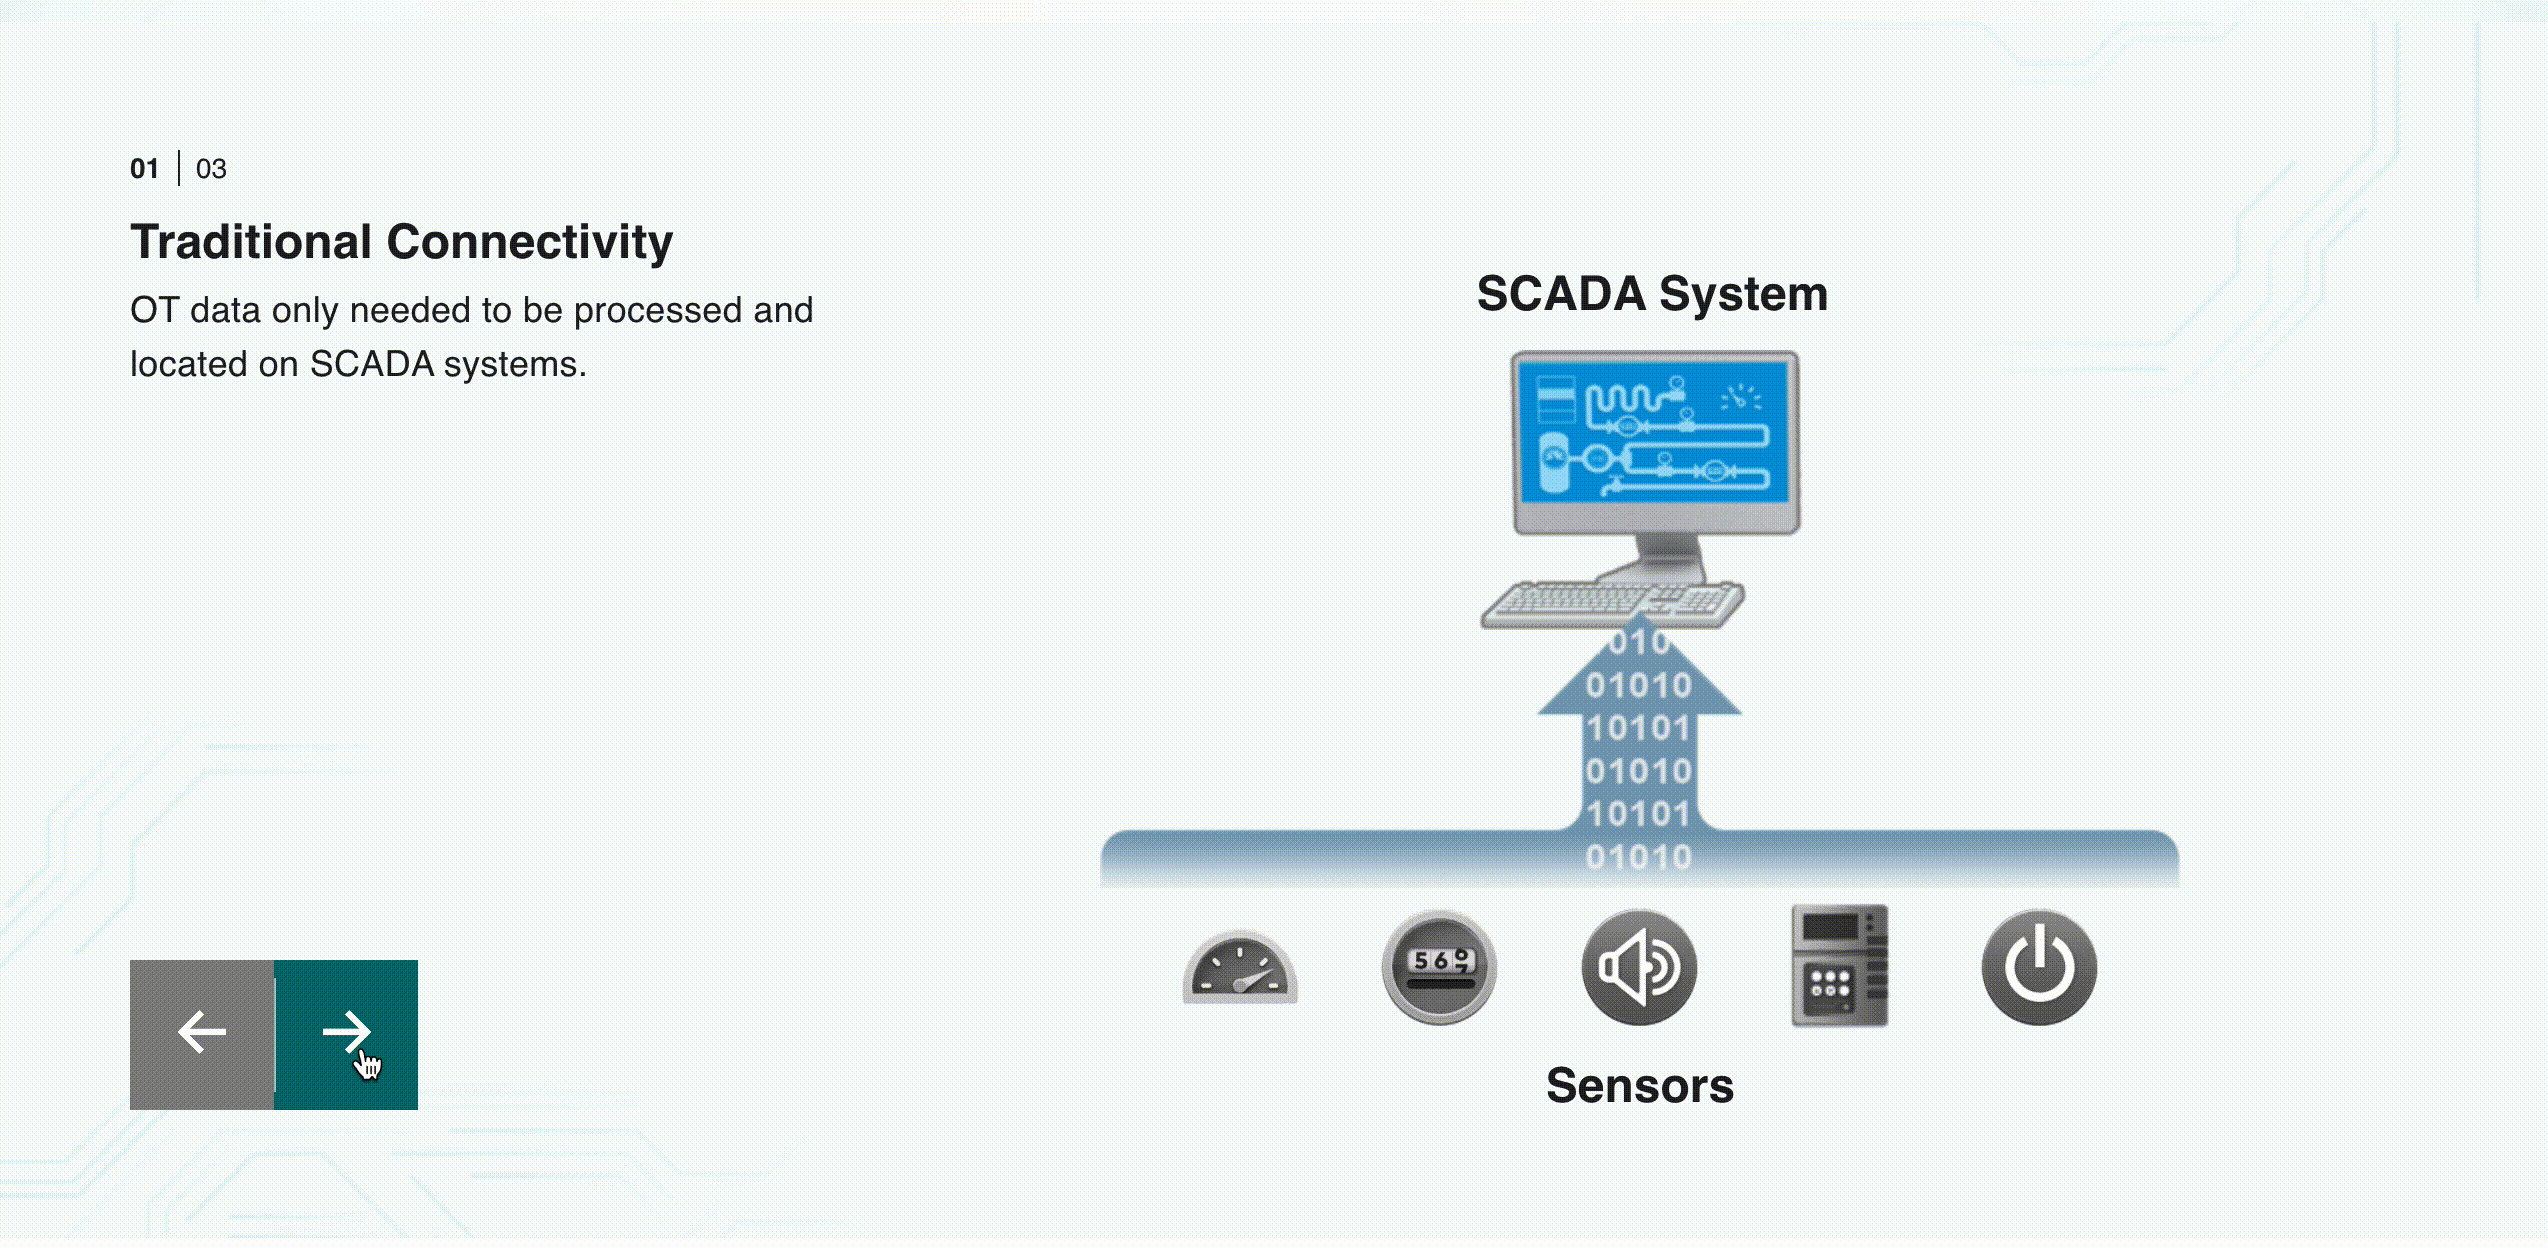 01 | 03
Traditional Connectivity
OT data only needed to be processed and
located on SCADA systems.
SCADA System
010
01010
10101
01010
10101
01010
567
Sensors